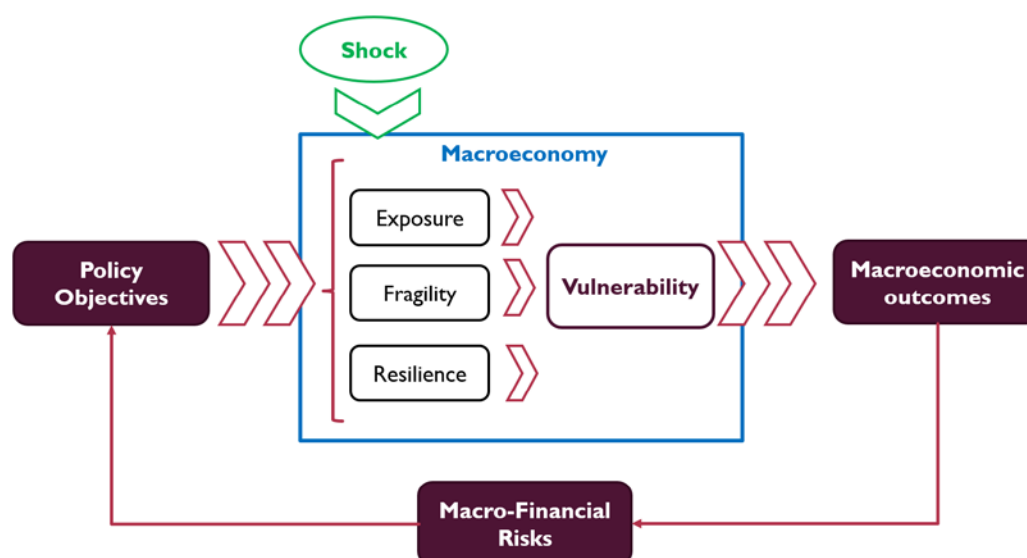 Shock
Macroeconomy
Exposure
Policy
Objectives
Fragility
Vulnerability
Macroeconomic
outcomes
Resilience
Macro-Financial
Risks